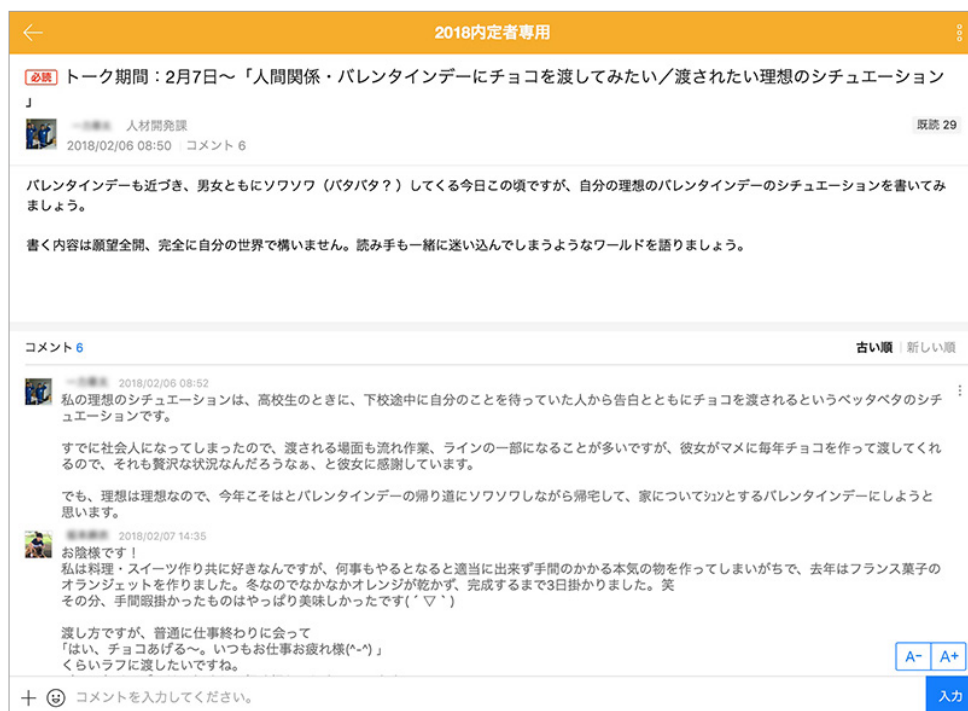 2018内定者専用
必読 トーク期間：2月7日～「人間関係・バレンタインデーにチョコを渡してみたい／渡されたい理想のシチュエーション
」
人材開発課
既読 29
2018/02/06 08:50 コメント 6
バレンタインデーも近づき、男女ともにソワソワ（バタバタ？）してくる今日この頃ですが、自分の理想のバレンタインデーのシチュエーションを書いてみ
ましょう。
書く内容は願望全開、完全に自分の世界で構いません。読み手も一緒に迷い込んでしまうようなワールドを語りましょう。
コメント 6
古い順 新しい順
2018/02/06 08:52
私の理想のシチュエーションは、高校生のときに、下校途中に自分のことを待っていた人から告白とともにチョコを渡されるというベッタベタのシチ
ュエーションです。
すでに社会人になってしまったので、渡される場面も流れ作業、ラインの一部になることが多いですが、彼女がマメに毎年チョコを作って渡してくれ
るので、それも贅沢な状況なんだろうなぁ、と彼女に感謝しています。
でも、理想は理想なので、今年こそはとバレンタインデーの帰り道にソワソワしながら帰宅して、家についてｼｭﾝとするバレンタインデーにしようと
思います。
2018/02/07 14:35
お陰様です！
私は料理・スイーツ作り共に好きなんですが、何事もやるとなると適当に出来ず手間のかかる本気の物を作ってしまいがちで、去年はフランス菓子の
オランジェットを作りました。冬なのでなかなかオレンジが乾かず、完成するまで3日掛かりました。笑
その分、手間暇掛かったものはやっぱり美味しかったです( ´ ▽ ` )
渡し方ですが、普通に仕事終わりに会って
「はい、チョコあげる〜。いつもお仕事お疲れ様(^-^) 」
くらいラフに渡したいですね。
A- A+
コメントを入力してください。
入力